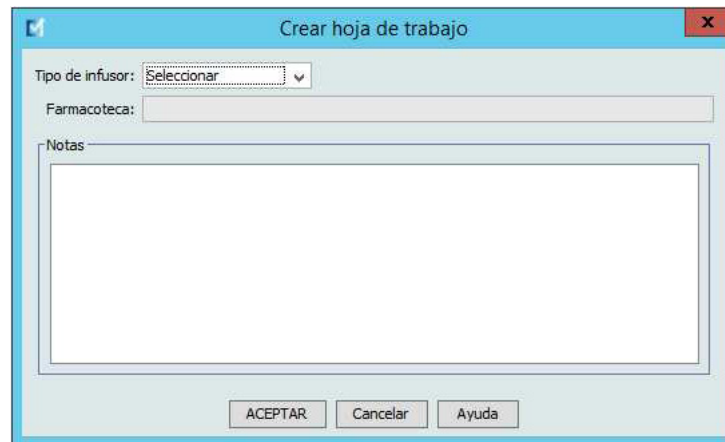 Crear hoja de trabajo
x
Tipo de infusor: Seleccionar
Farmacoteca:
Notas
ACEPTAR Cancelar Ayuda